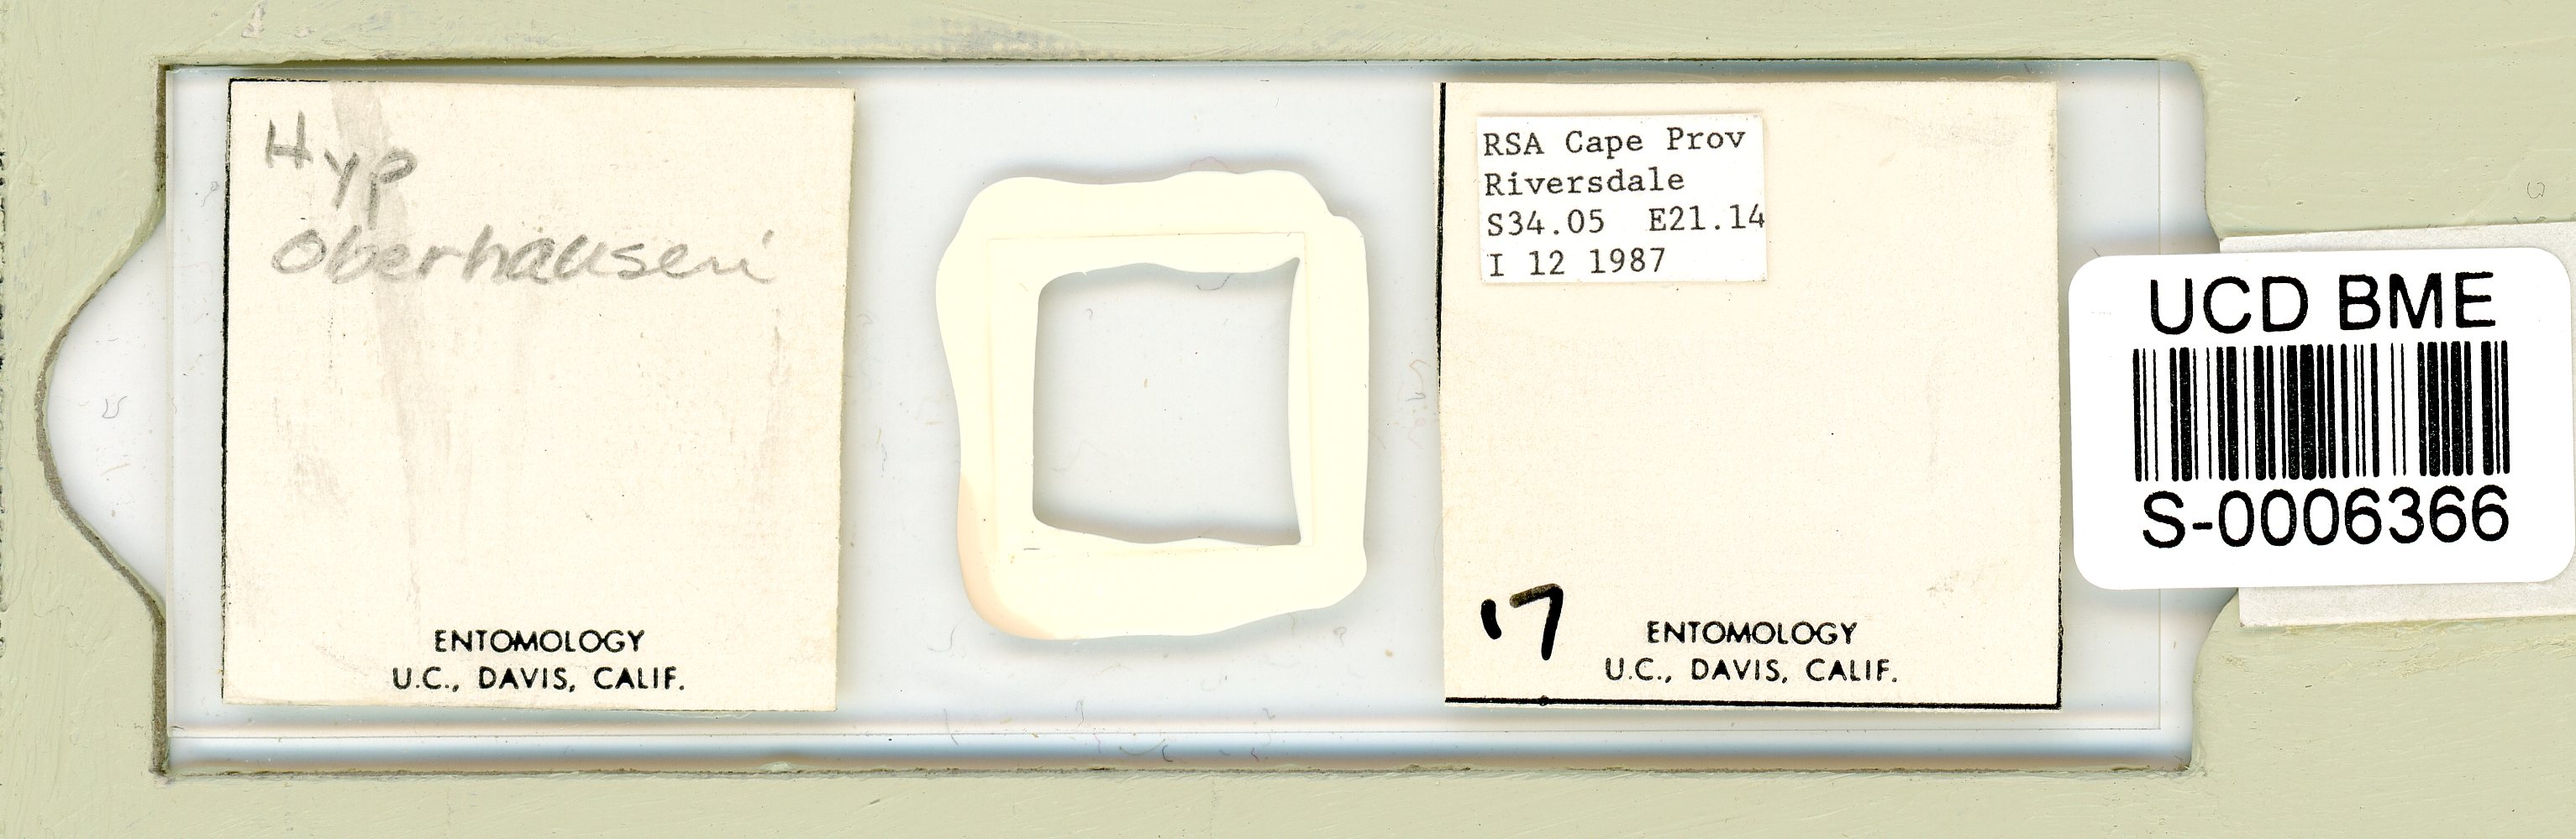 Hyp
oberhauseri
ENTOMOLOGY
U.C., DAVIS, CALIF.
RSA Cape Prov
Riversdale
S34.05 E21.14
I 12 1987
17
ENTOMOLOGY
U.C., DAVIS, CALIF.
UCD BME
S-0006366